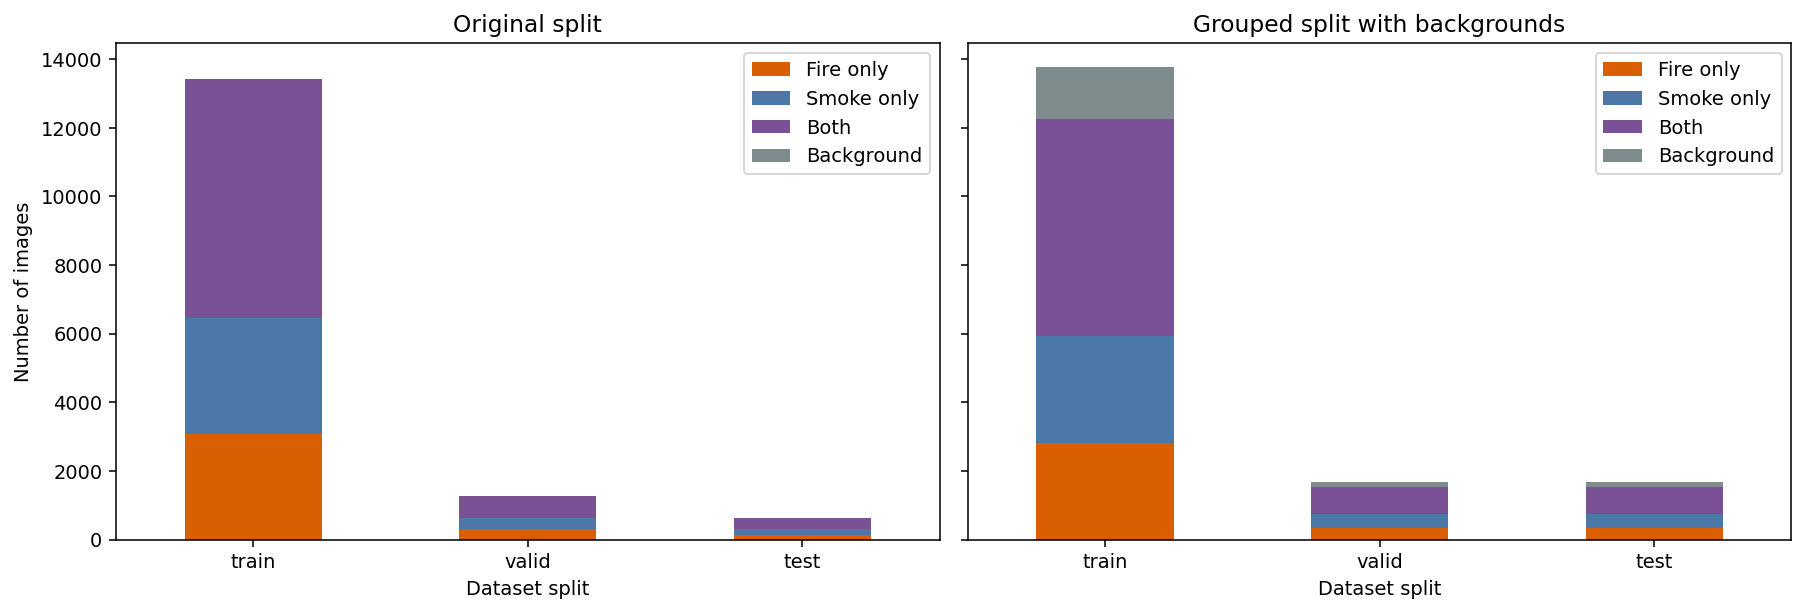 Original split
Grouped split with backgrounds
Number of images
14000
12000
10000
8000
6000
4000
2000
0
Fire only
Smoke only
Both
Background
train
valid
test
Dataset split
Fire only
Smoke only
Both
Background
train
valid
test
Dataset split